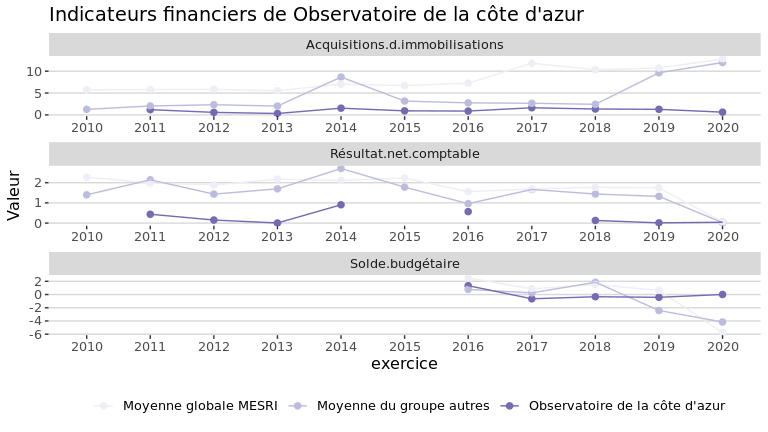 Indicateurs financiers de Observatoire de la côte d'azur
Acquisitions.d.immobilisations
10
5
0
2010 2011 2012 2013 2014 2015 2016 2017 2018 2019 2020
Résultat.net.comptable
2
1
0
2010 2011 2012 2013 2014 2015 2016 2017 2018 2019 2020
Valeur
Solde.budgétaire
2
0
-2
-4
-6
2010 2011 2012 2013 2014 2015 2016 2017 2018 2019 2020
exercice
Moyenne globale MESRI Moyenne du groupe autres Observatoire de la côte d'azur